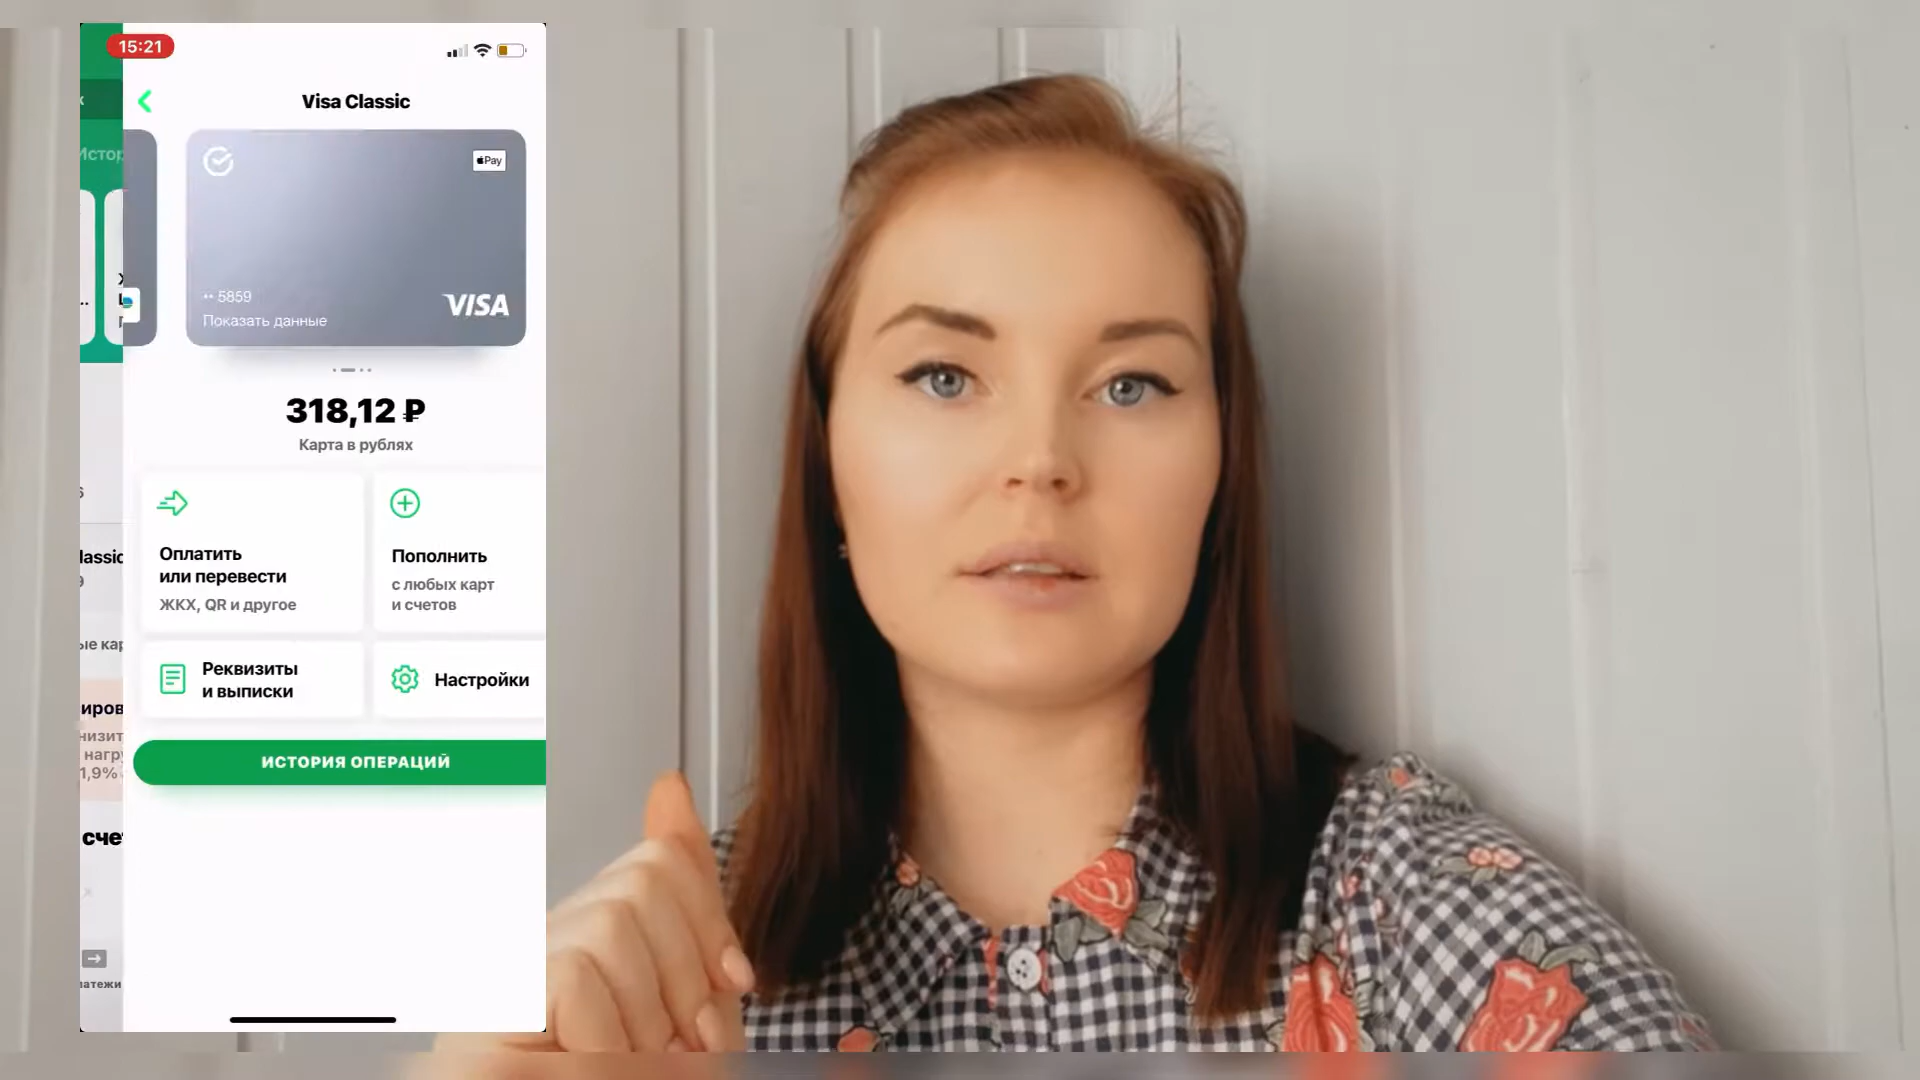 15:21
Visa Classic
Pay
•• 5859
Показать данные
VISA
318,12 ₽
Карта в рублях
Оплатить
или перевести
ЖКХ, QR и другое
Пополнить
с любых карт
и счетов
Реквизиты
и выписки
Настройки
ИСТОРИЯ ОПЕРАЦИЙ